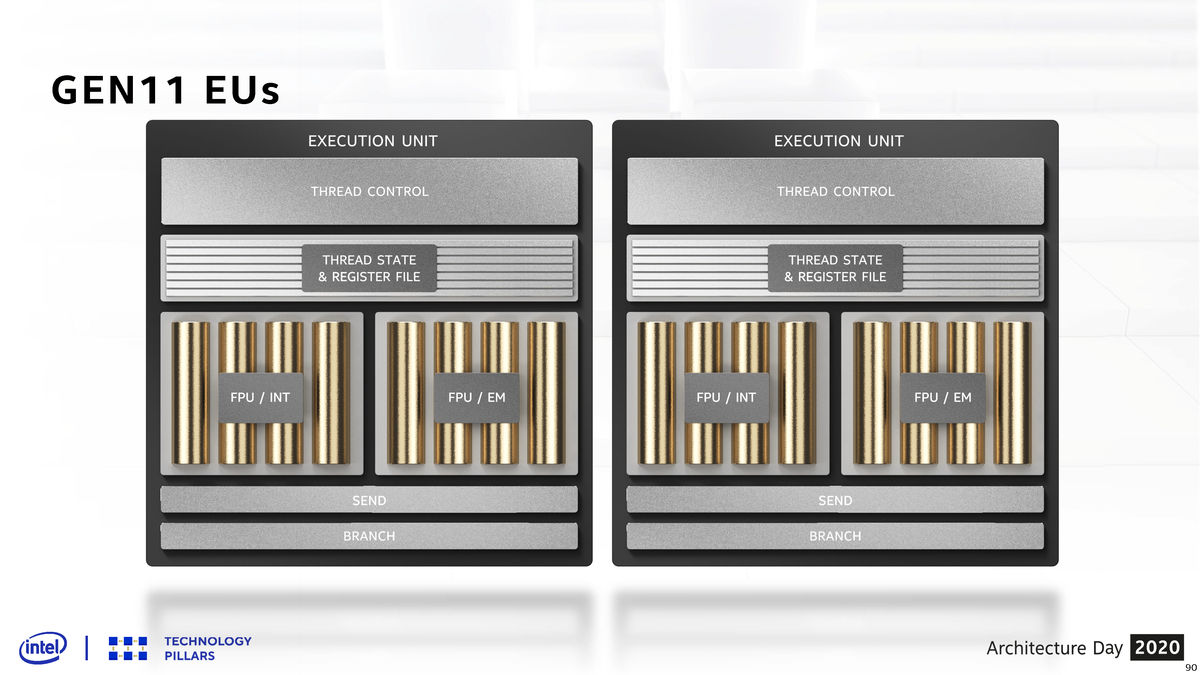 GEN11 EUs
EXECUTION UNIT
THREAD CONTROL
THREAD STATE
& REGISTER FILE
FPU / INT
FPU / EM
SEND
BRANCH
EXECUTION UNIT
THREAD CONTROL
THREAD STATE
& REGISTER FILE
FPU / INT
FPU / EM
SEND
BRANCH
intel
TECHNOLOGY
PILLARS
Architecture Day 2020
90